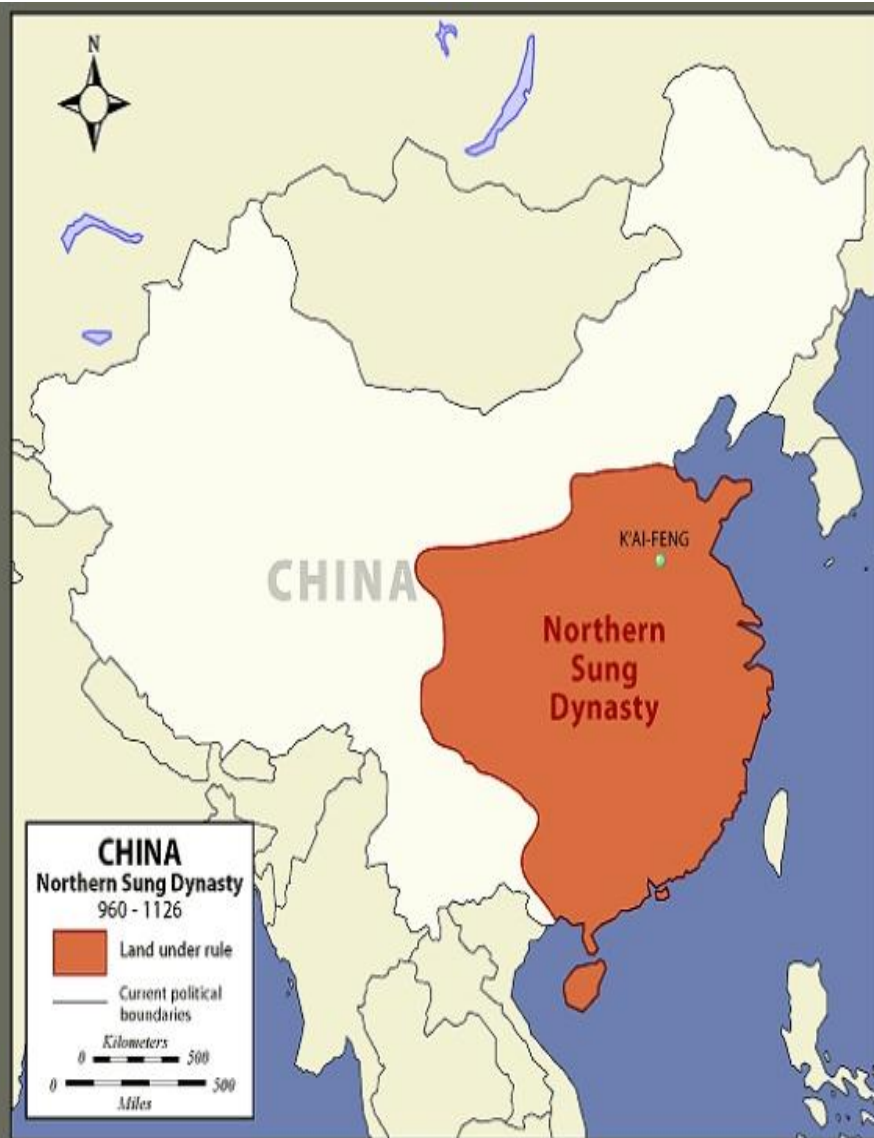 N
K'AI-FENG
CHINA
Northern
Sung
Dynasty
CHINA
Northern Sung Dynasty
960 - 1126
Land under rule
Current political
boundaries
Kilometers
0 500
0 500
Miles